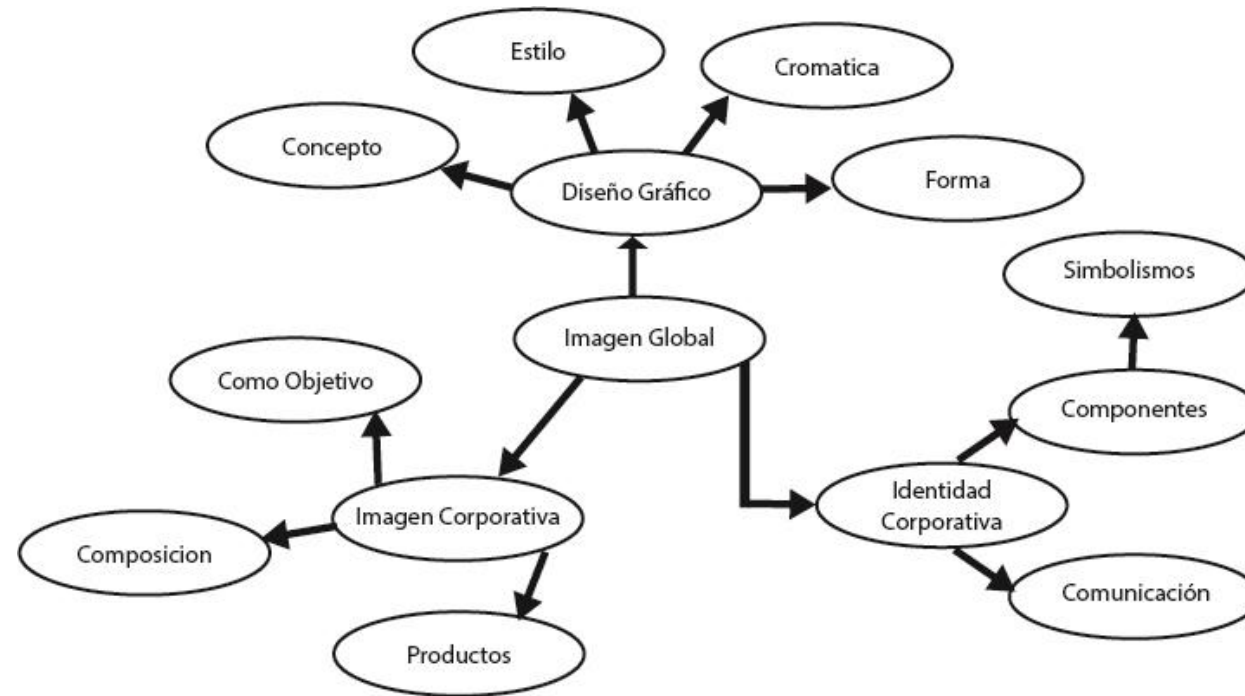 Estilo
Cromatica
Concepto
Diseño Gráfico
Forma
Simbolismos
Imagen Global
Como Objetivo
Componentes
Identidad
Corporativa
Imagen Corporativa
Composicion
Comunicación
Productos